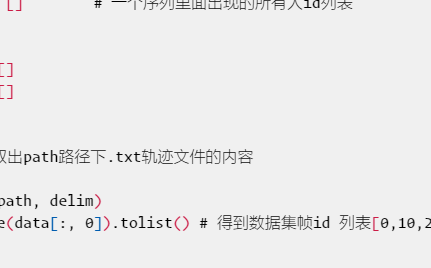 [] # 一个序列里面出现的所有人id列表
[]
[]
取出path路径下.txt轨迹文件的内容
path, delim)
e(data[:, 0]).tolist() # 得到数据集帧id 列表[0,10,2